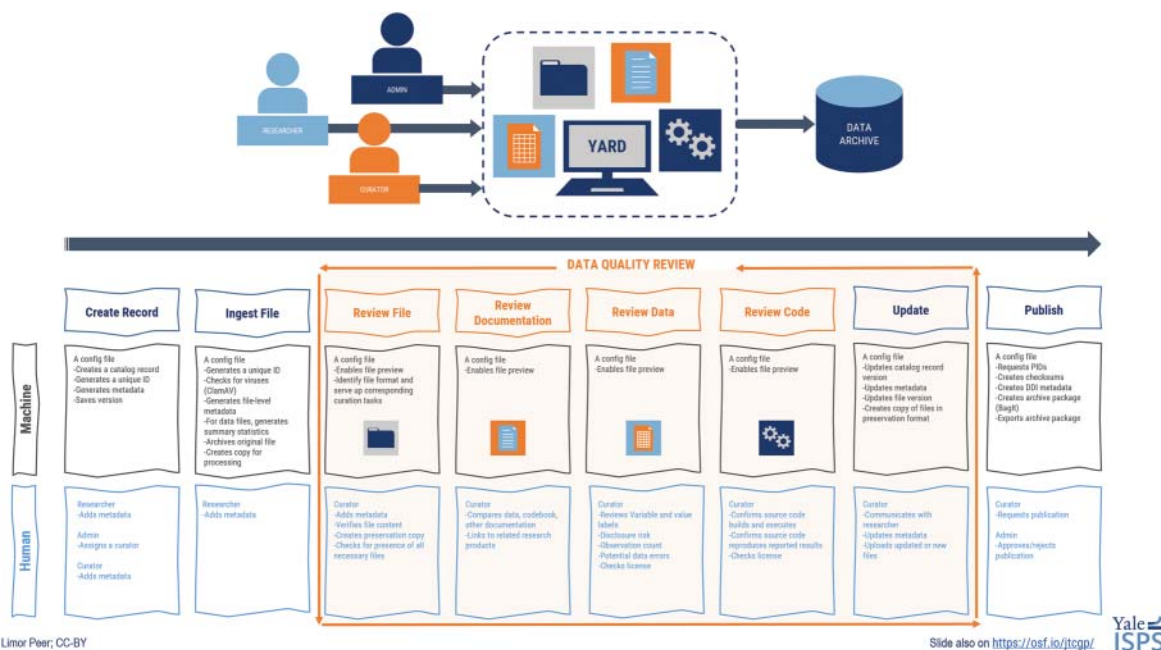 ADMIN
RESEARCHER
CURATOR
YARD
DATA
ARCHIVE
DATA QUALITY REVIEW
Create Record
Ingest File
Review File
Review
Documentation
Review Data
Review Code
Update
Publish
Machine
A config file
-Creates a catalog record
-Generates a unique ID
-Generates metadata
-Saves version
A config file
-Generates a unique ID
-Checks for viruses
(ClamAV)
-Generates file-level
metadata
-For data files, generates
summary statistics
-Archives original file
-Creates copy for
processing
A config file
-Enables file preview
-Identify file format and
serve up corresponding
curation tasks
A config file
-Enables file preview
A config file
-Enables file preview
A config file
-Enables file preview
A config file
-Updates catalog record
version
-Updates metadata
-Updates file version
-Creates copy of files in
preservation format
A config file
-Requests PIDs
-Creates checksums
-Creates DDI metadata
-Creates archive package
(BagIt)
-Exports archive package
Human
Researcher
-Adds metadata
Admin
-Assigns a curator
Curator
-Adds metadata
Researcher
-Adds metadata
Curator
-Adds metadata
-Verifies file content
-Creates preservation copy
-Checks for presence of all
necessary files
Curator
-Compares data, codebook,
other documentation
-Links to related research
products
Curator
-Reviews Variable and value
labels
-Disclosure risk
-Observation count
-Potential data errors
-Checks license
Curator
-Confirms source code
builds and executes
-Confirms source code
reproduces reported results
-Checks license
Curator
-Communicates with
researcher
-Updates metadata
-Uploads updated or new
files
Curator
-Requests publication
Admin
-Approves/rejects
publication
Limor Peer; CC-BY
Slide also on https://osf.io/jtcgp/
Yale
ISPS